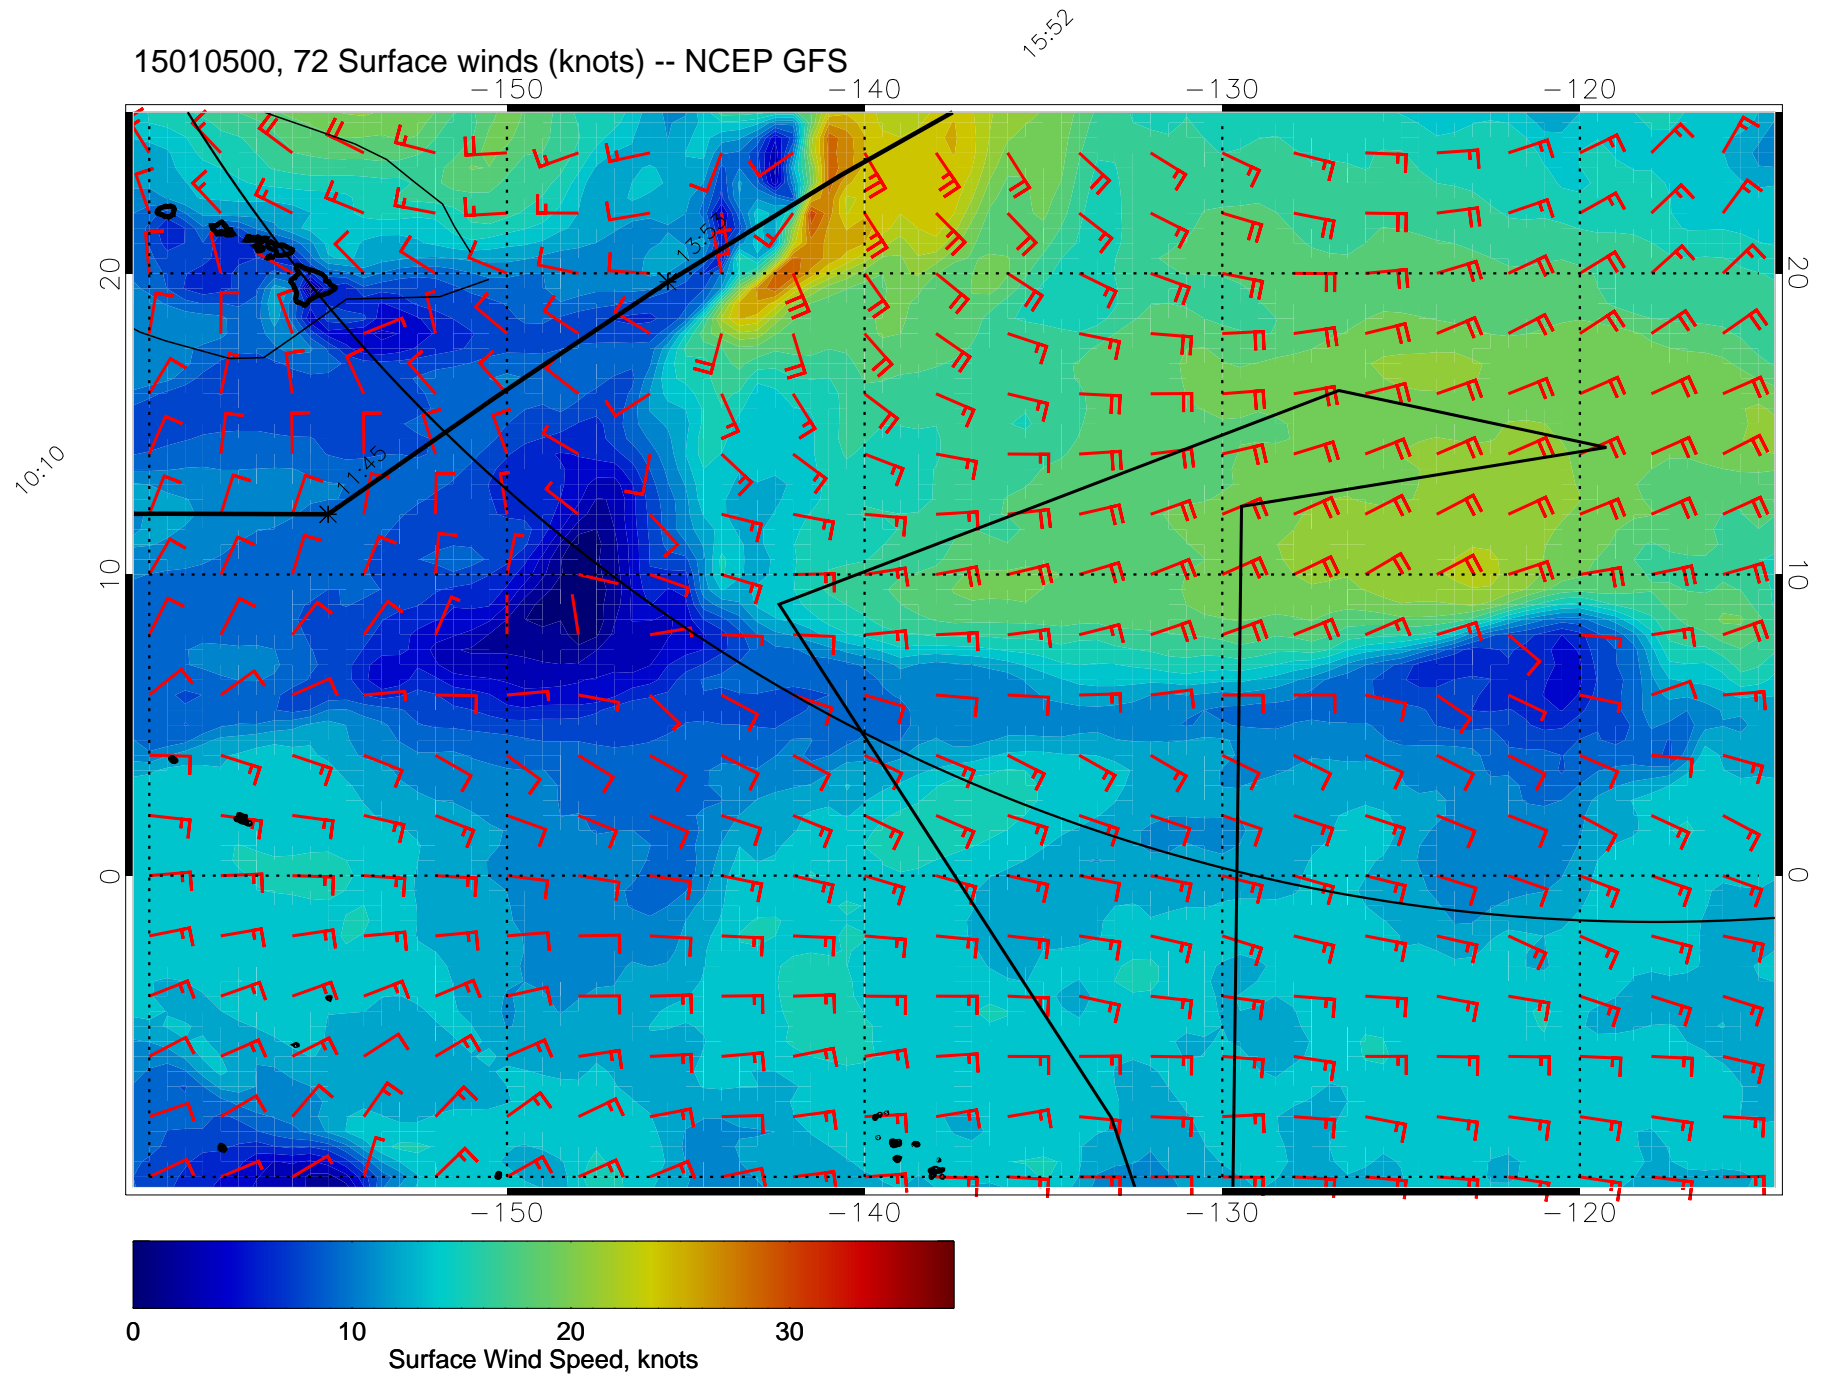 15:52
15010500, 72 Surface winds (knots) -- NCEP GFS
-150 -140 -130 -120
13:53
20 20
11:45
10:10
10 10
0 0
-150 -140 -130 -120
0 10 20 30
Surface Wind Speed, knots